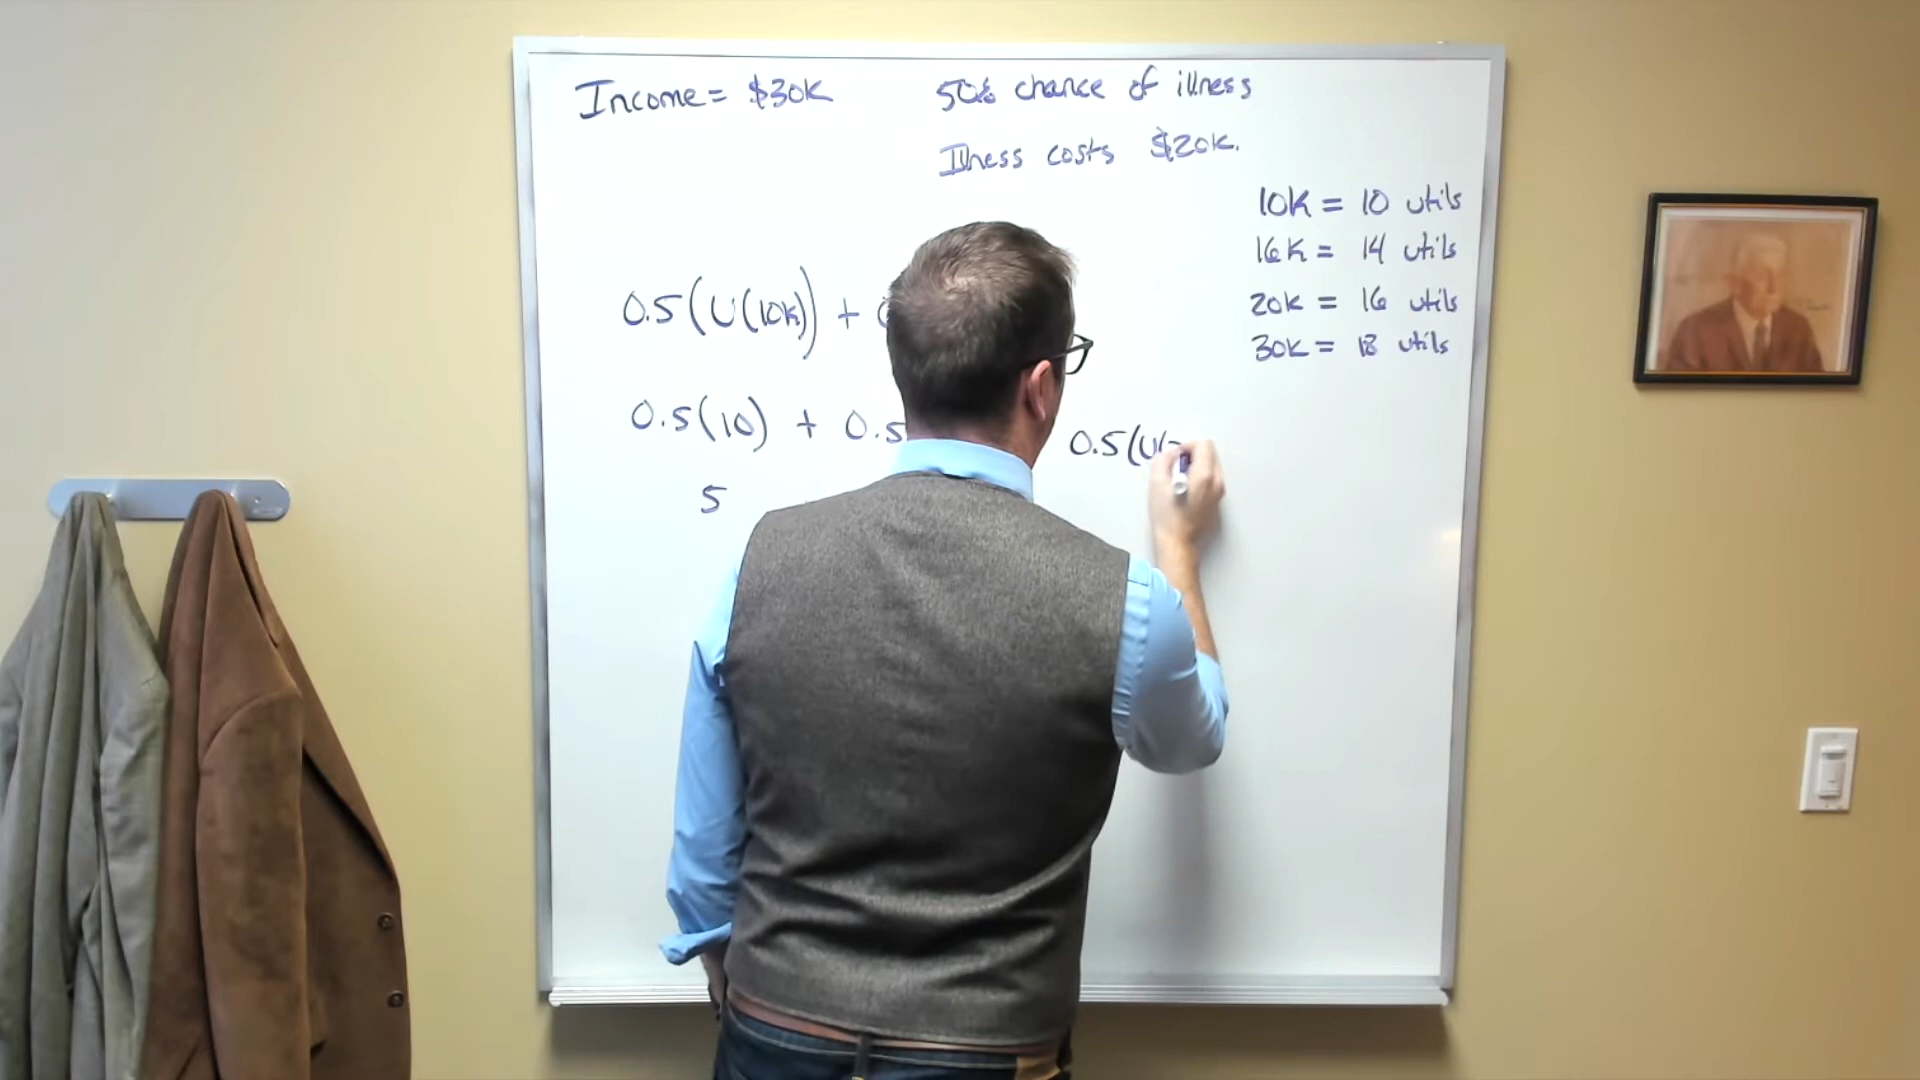 Income = $30K
50% chance of illness
Illness costs $20K.
10K = 10 utils
16K = 14 utils
20K = 16 utils
30K = 18 utils
0.5(U(10K)) +
0.5(10) + 0.5
0.5(U(
5